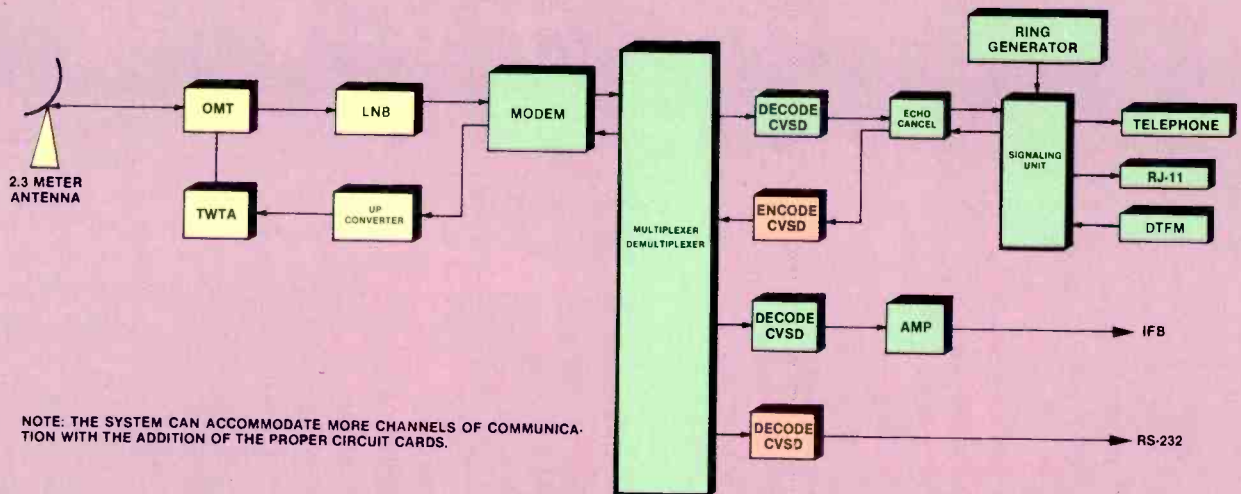 RING
GENERATOR
OMT
LNB
MODEM
DECODE
CVSD
ECHO
CANCEL
TELEPHONE
SIGNALING
UNIT
RJ-11
2.3 METER
ANTENNA
TWTA
UP
CONVERTER
ENCODE
CVSD
DTFM
MULTIPLEXER
DEMULTIPLEXER
DECODE
CVSD
AMP
IFB
NOTE: THE SYSTEM CAN ACCOMMODATE MORE CHANNELS OF COMMUNICA-
TION WITH THE ADDITION OF THE PROPER CIRCUIT CARDS.
DECODE
CVSD
RS-232